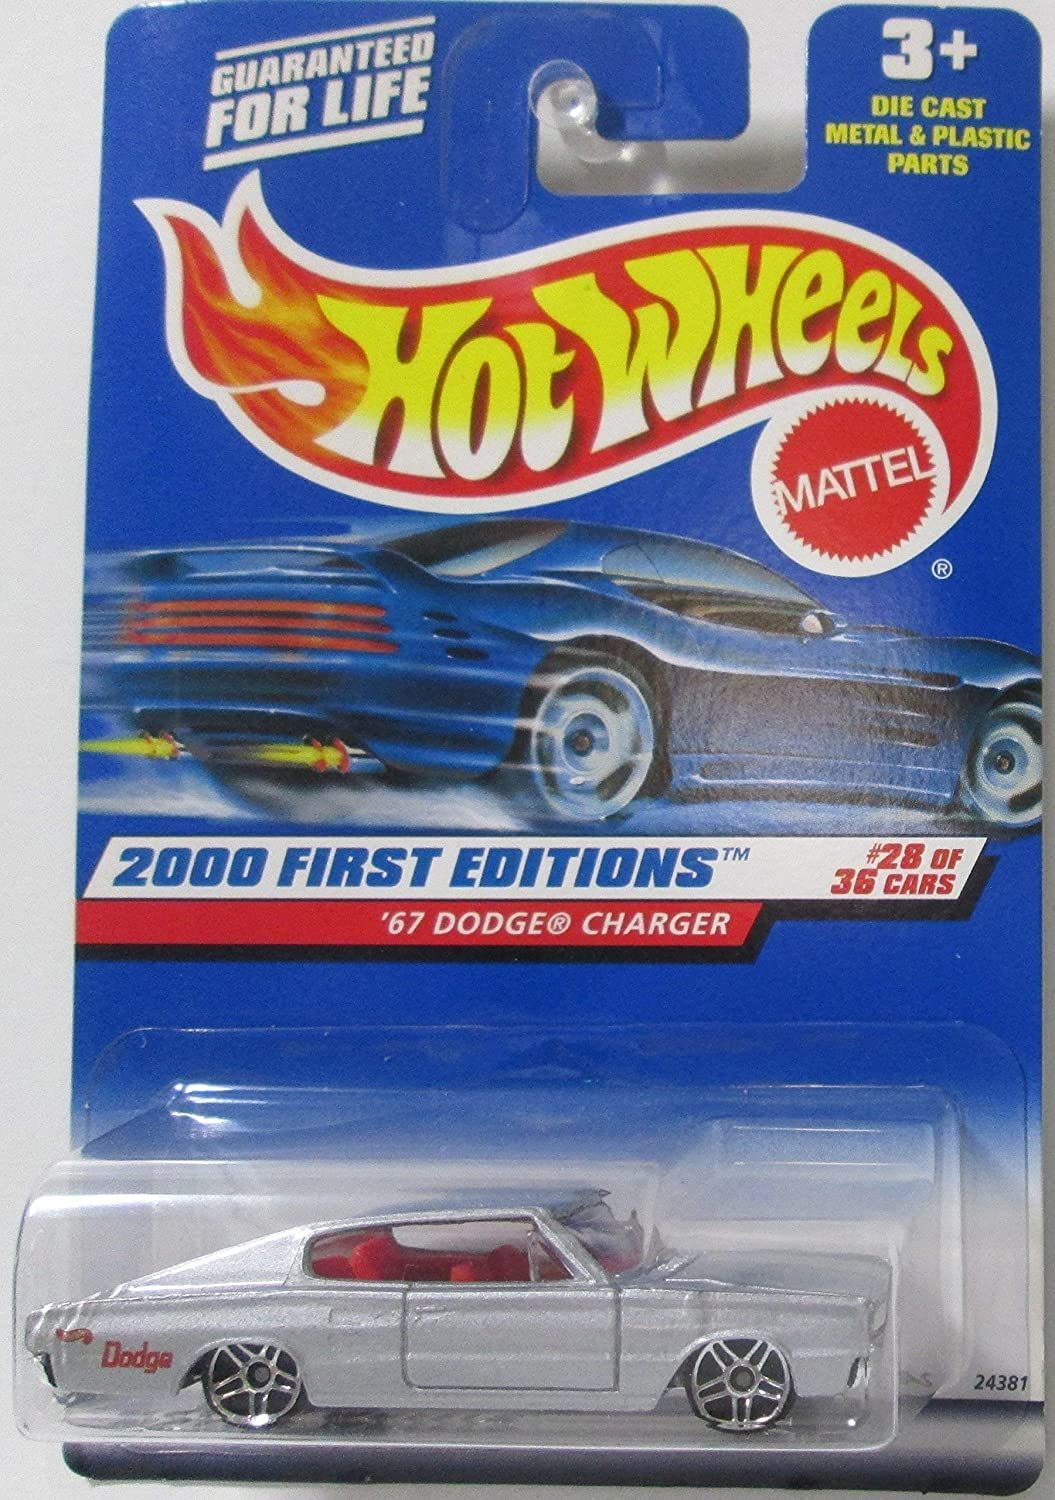 GUARANTEED
FOR LIFE
3+
DIE CAST
METAL & PLASTIC
PARTS
HOT WHEELS
MATTEL
®
2000 FIRST EDITIONS™
#28 OF
36 CARS
'67 DODGE® CHARGER
Dodge
24381